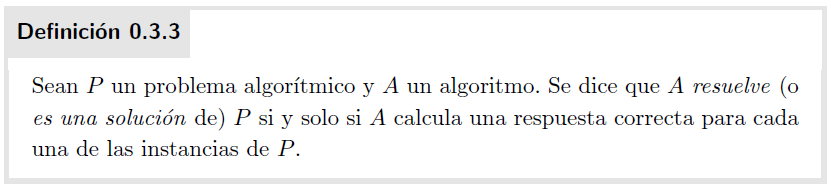 Definición 0.3.3
Sean P un problema algorítmico y A un algoritmo. Se dice que A resuelve (o
es una solución de) P si y solo si A calcula una respuesta correcta para cada
una de las instancias de P.